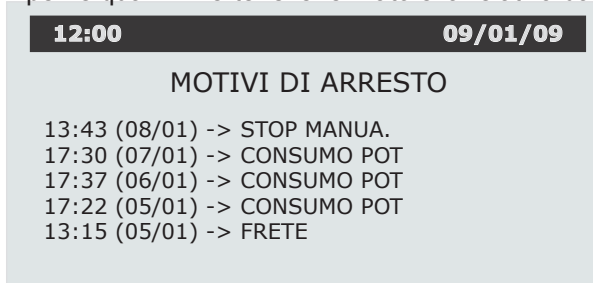 12:00 09/01/09
MOTIVI DI ARRESTO
13:43 (08/01) -> STOP MANUA.
17:30 (07/01) -> CONSUMO POT
17:37 (06/01) -> CONSUMO POT
17:22 (05/01) -> CONSUMO POT
13:15 (05/01) -> FRETE